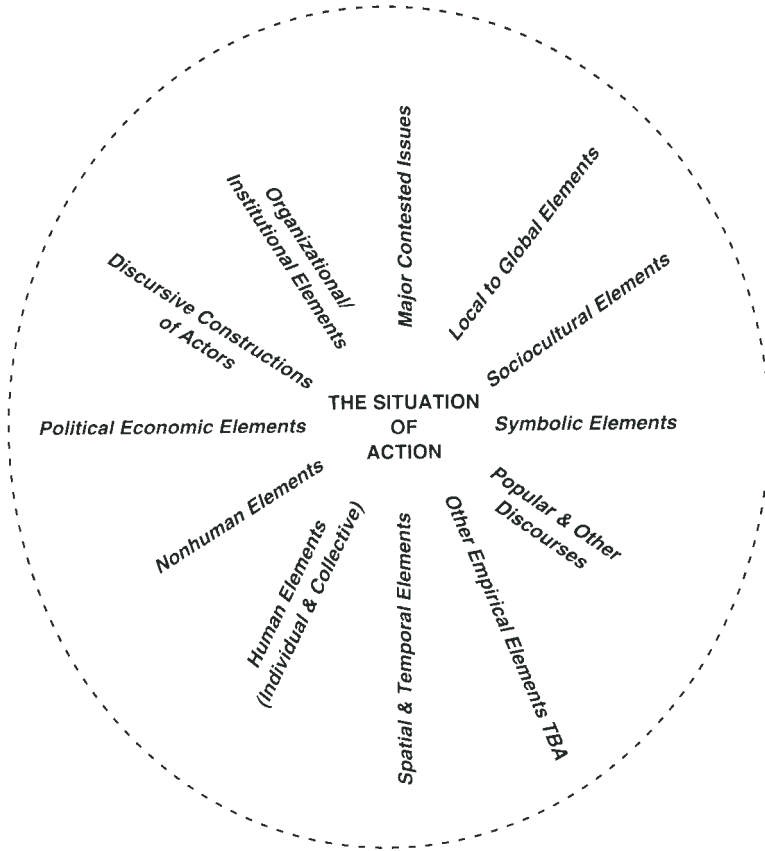 Major Contested Issues
Local to Global Elements
Sociocultural Elements
Symbolic Elements
Popular & Other
Discourses
Other Empirical Elements TBA
Spatial & Temporal Elements
Human Elements
(Individual & Collective)
Nonhuman Elements
Political Economic Elements
Discursive Constructions
of Actors
Organizational/
Institutional Elements
THE SITUATION
OF
ACTION